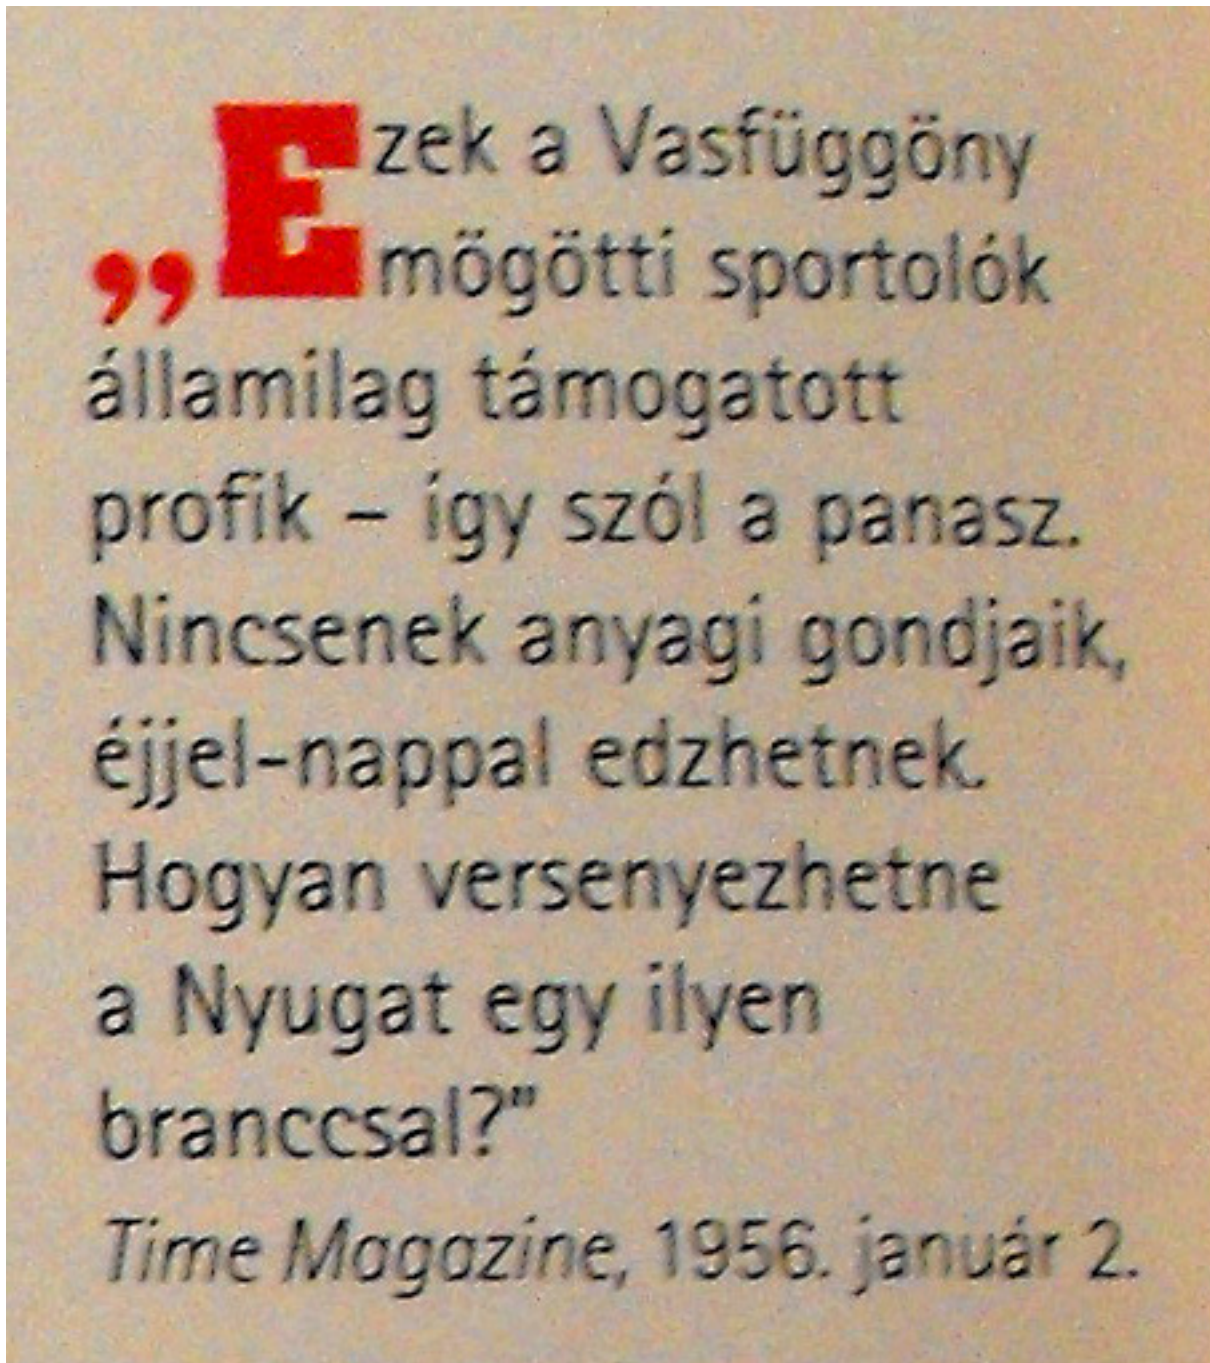 „Ezek a Vasfüggöny
mögötti sportolók
államilag támogatott
profik – így szól a panasz.
Nincsenek anyagi gondjaik,
éjjel-nappal edzhetnek.
Hogyan versenyezhetne
a Nyugat egy ilyen
branccsal?”
Time Magazine, 1956. január 2.